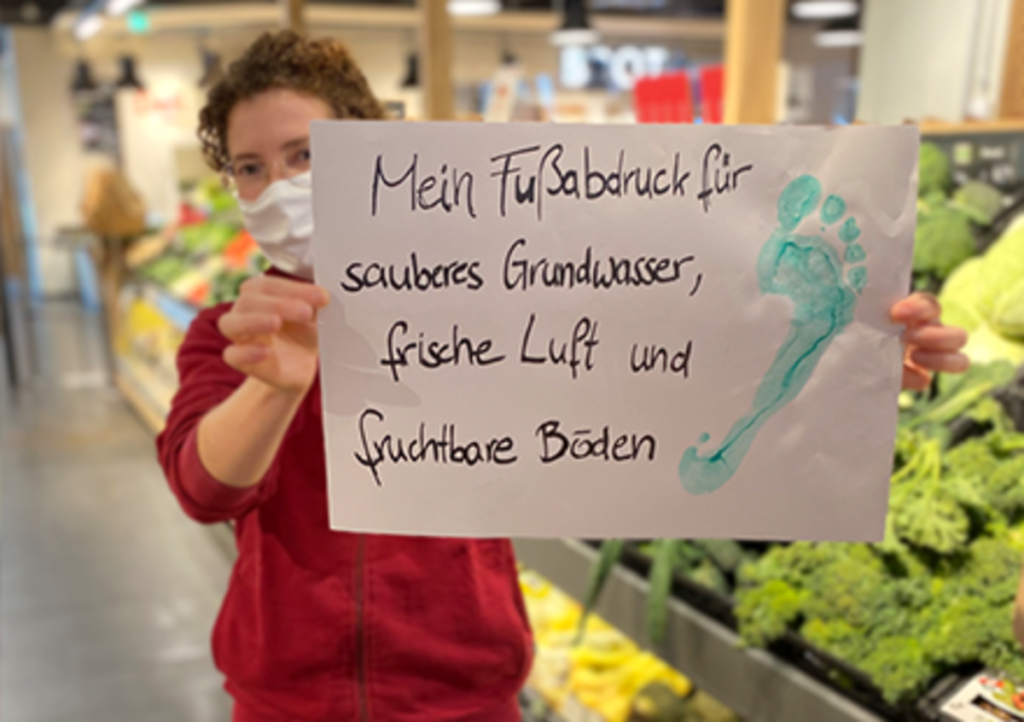 Mein Fußabdruck für
sauberes Grundwasser,
frische Luft und
fruchtbare Böden